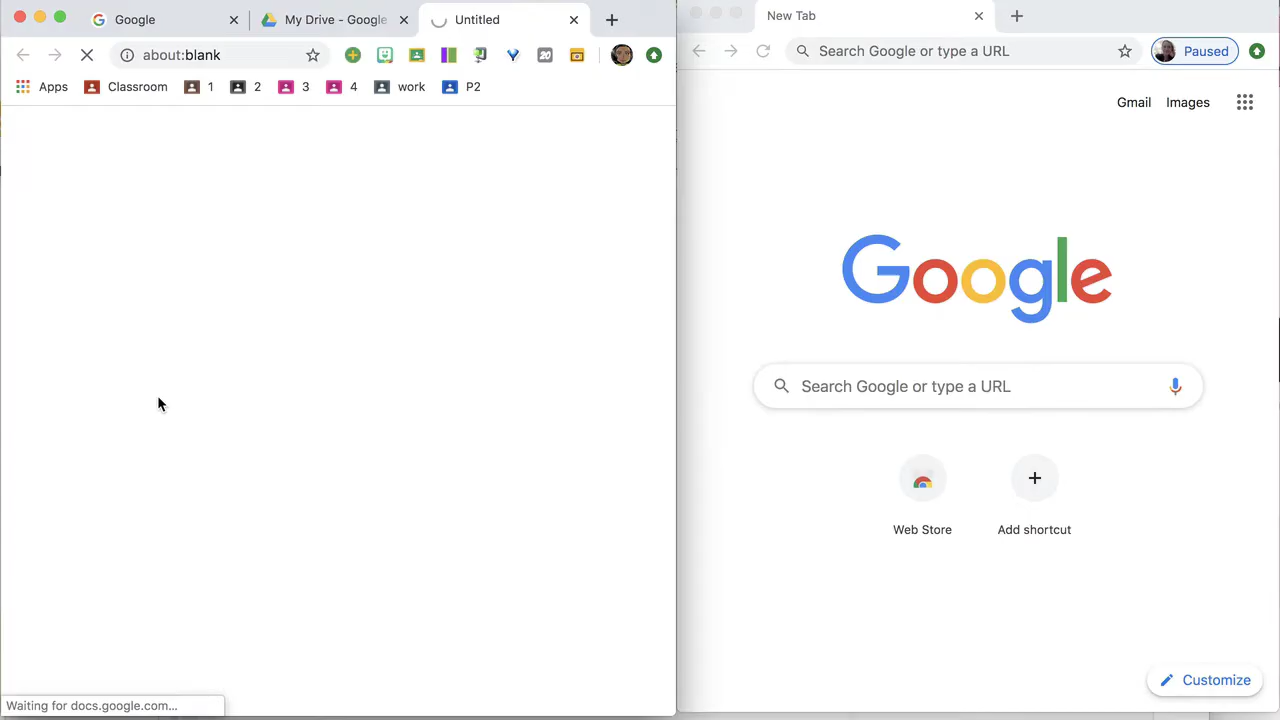 Google
My Drive - Google
Untitled
about:blank
20
Apps
Classroom
1
2
3
4
work
P2
Waiting for docs.google.com...
New Tab
Search Google or type a URL
Paused
Gmail
Images
Google
Search Google or type a URL
Web Store
Add shortcut
Customize